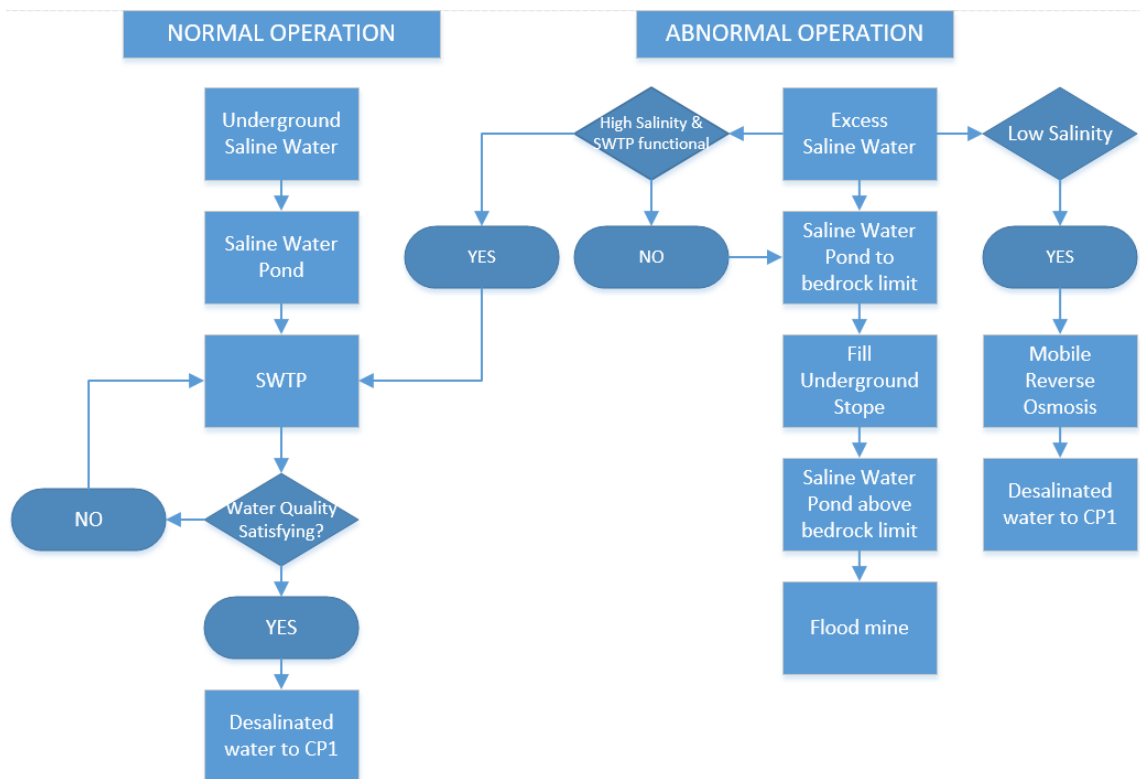 NORMAL OPERATION
ABNORMAL OPERATION
Underground
Saline Water
High Salinity &
SWTP functional
Excess
Saline Water
Low Salinity
Saline Water
Pond
YES
NO
Saline Water
Pond to
bedrock limit
YES
SWTP
Fill
Underground
Stope
Mobile
Reverse
Osmosis
NO
Water Quality
Satisfying?
Saline Water
Pond above
bedrock limit
Desalinated
water to CP1
YES
Flood mine
Desalinated
water to CP1